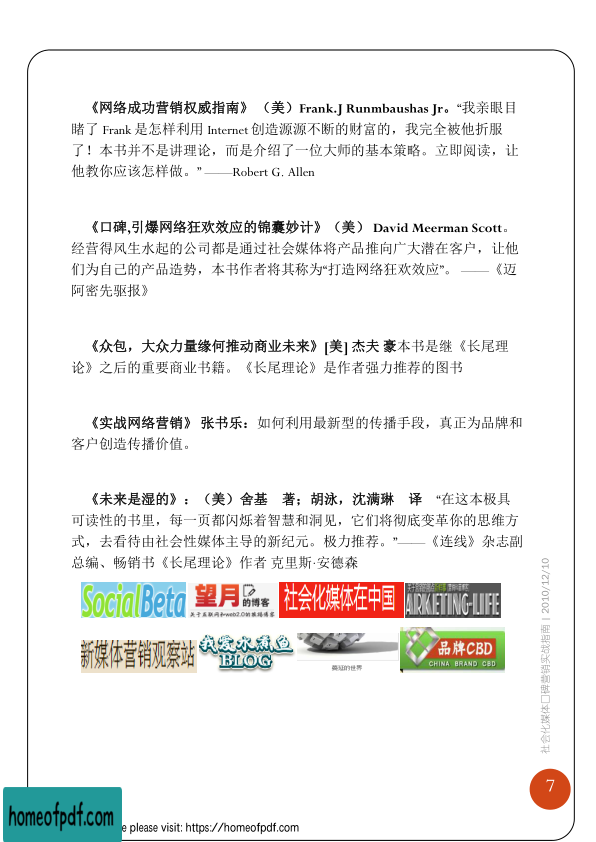 《网络成功营销权威指南》（美）Frank.J Runmbaushas Jr。“我亲眼目
睹了 Frank 是怎样利用 Internet 创造源源不断的财富的，我完全被他折服
了！本书并不是讲理论，而是介绍了一位大师的基本策略。立即阅读，让
他教你应该怎样做。” ——Robert G. Allen
《口碑,引爆网络狂欢效应的锦囊妙计》（美） David Meerman Scott。
经营得风生水起的公司都是通过社会媒体将产品推向广大潜在客户，让他
们为自己的产品造势，本书作者将其称为“打造网络狂欢效应”。 ——《迈
阿密先驱报》
《众包，大众力量缘何推动商业未来》[美] 杰夫 豪本书是继《长尾理
论》之后的重要商业书籍。《长尾理论》是作者强力推荐的图书
《实战网络营销》 张书乐：如何利用最新型的传播手段，真正为品牌和
客户创造传播价值。
《未来是湿的》：（美）舍基　著；胡泳，沈满琳　译　“在这本极具
可读性的书里，每一页都闪烁着智慧和洞见，它们将彻底变革你的思维方
式，去看待由社会性媒体主导的新纪元。极力推荐。”——《连线》杂志副
总编、畅销书《长尾理论》作者 克里斯·安德森
SocialBeta
望月的博客
关于互联网和web2.0的最播博客
社会化媒体在中国
ARKETING-LIFE
新媒体营销观察站
我爱水煮鱼
BLOG
的世界
品牌CBD
CHINA BRAND CBD
社会化媒体口碑营销实战指南 | 2010/12/10
7
homeofpdf.com
e please visit: https://homeofpdf.com